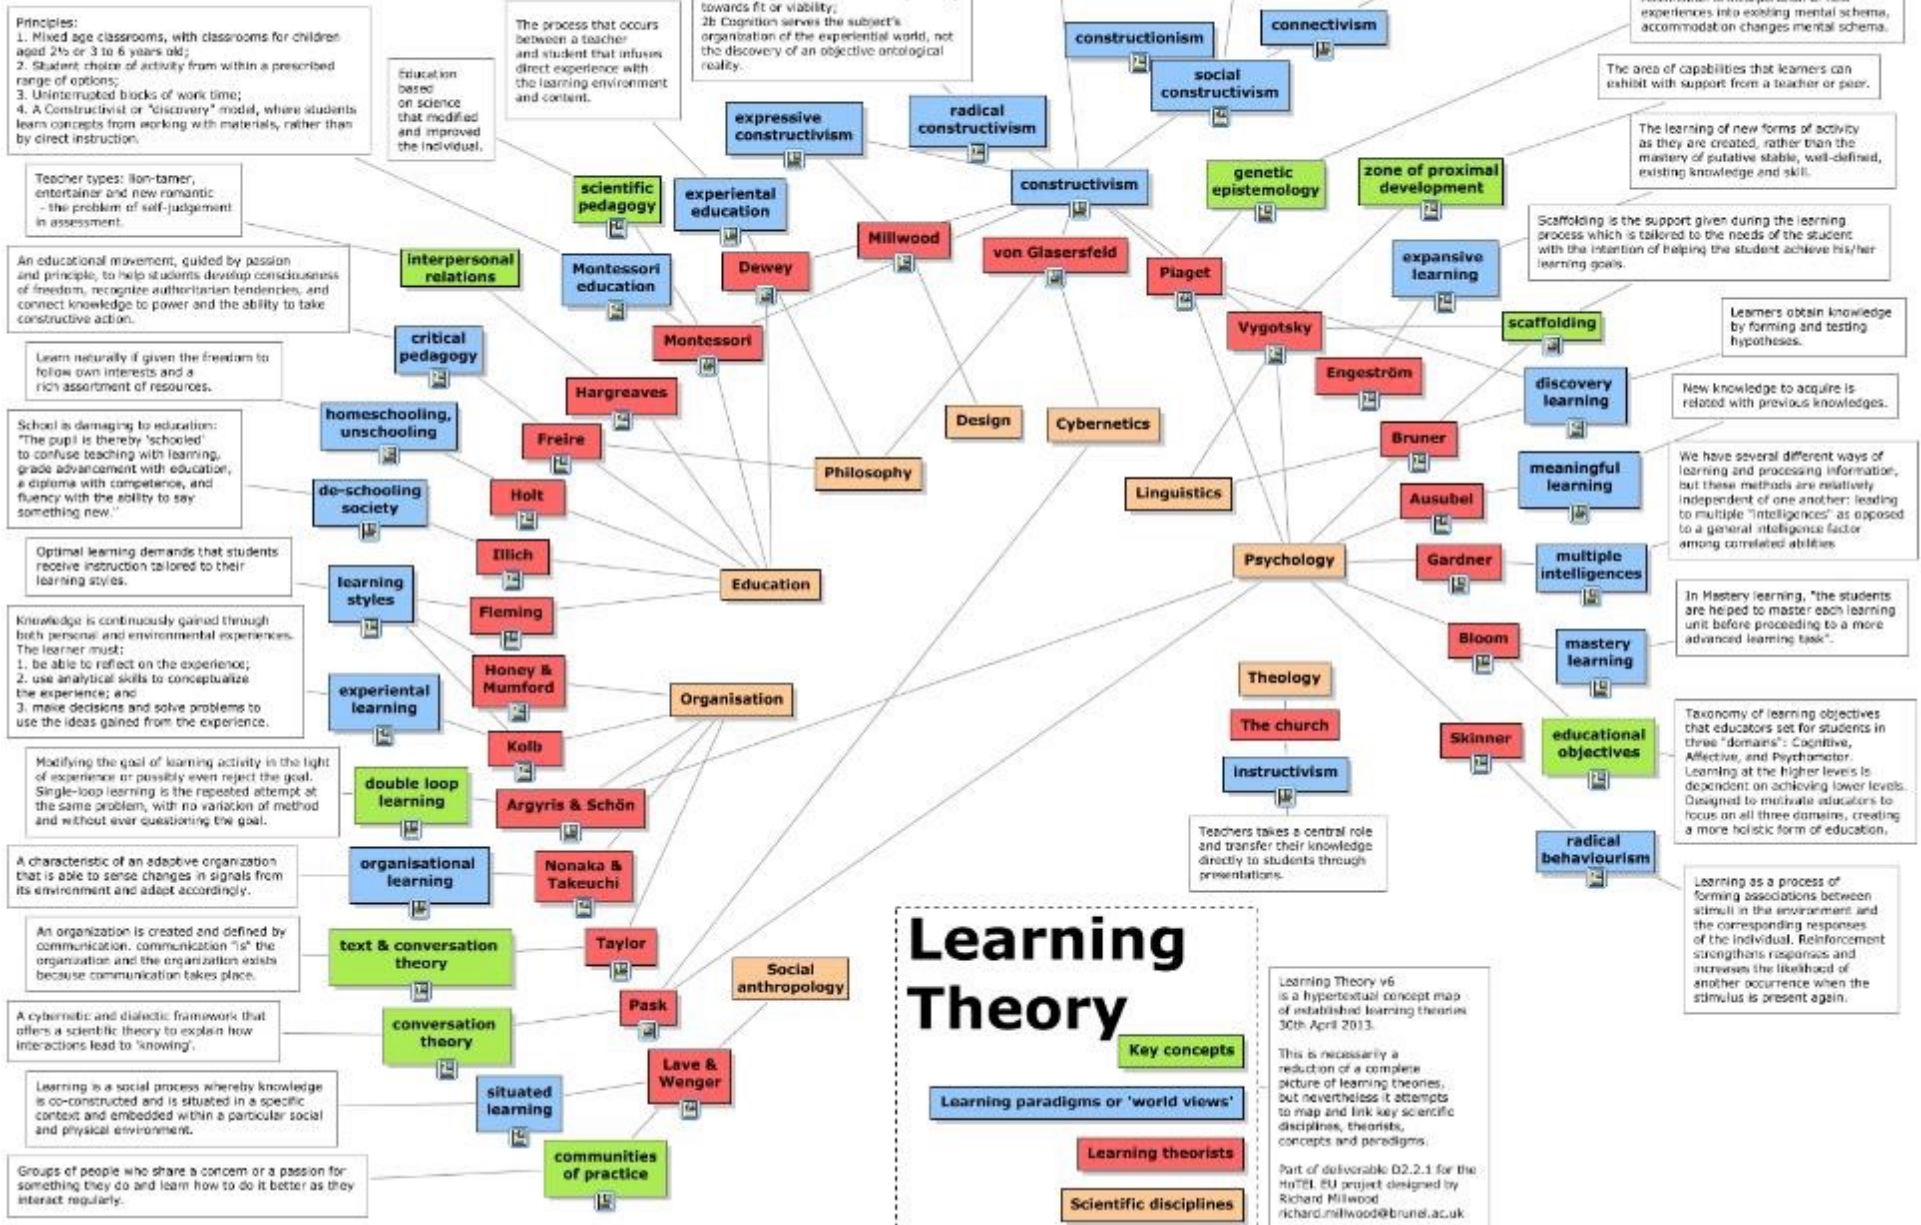 Principles:
1. Mixed age classrooms, with classrooms for children
aged 2½ or 3 to 6 years old;
2. Student choice of activity from within a prescribed
range of options;
3. Uninterrupted blocks of work time;
4. A Constructivist or "discovery" model, where students
learn concepts from working with materials, rather than
by direct instruction.
Education
based
on science
that modified
and improved
the individual.
The process that occurs
between a teacher
and student that infuses
direct experience with
the learning environment
and content.
towards fit or viability;
2b Cognition serves the subject's
organization of the experiential world, not
the discovery of an objective ontological
reality.
constructionism
connectivism
social
constructivism
experiences into existing mental schema,
accommodation changes mental schema.
The area of capabilities that learners can
exhibit with support from a teacher or peer.
The learning of new forms of activity
as they are created, rather than the
mastery of putative stable, well-defined,
existing knowledge and skill.
expressive
constructivism
radical
constructivism
constructivism
genetic
epistemology
zone of proximal
development
Scaffolding is the support given during the learning
process which is tailored to the needs of the student
with the intention of helping the student achieve his/her
learning goals.
Teacher types: lion-tamer,
entertainer and new romantic
- the problem of self-judgement
in assessment.
scientific
pedagogy
experiental
education
Millwood
von Glasersfeld
Piaget
expansive
learning
interpersonal
relations
Montessori
education
Dewey
An educational movement, guided by passion
and principle, to help students develop consciousness
of freedom, recognize authoritarian tendencies, and
connect knowledge to power and the ability to take
constructive action.
critical
pedagogy
Montessori
Vygotsky
scaffolding
Learners obtain knowledge
by forming and testing
hypotheses.
Learn naturally if given the freedom to
follow own interests and a
rich assortment of resources.
Hargreaves
Engeström
discovery
learning
New knowledge to acquire is
related with previous knowledges.
homeschooling,
unschooling
Freire
Design
Cybernetics
Bruner
School is damaging to education:
"The pupil is thereby 'schooled'
to confuse teaching with learning,
grade advancement with education,
a diploma with competence, and
fluency with the ability to say
something new."
Philosophy
Linguistics
meaningful
learning
We have several different ways of
learning and processing information,
but these methods are relatively
independent of one another: leading
to multiple "intelligences" as opposed
to a general intelligence factor
among correlated abilities
de-schooling
society
Holt
Ausubel
Optimal learning demands that students
receive instruction tailored to their
learning styles.
Illich
Education
Psychology
Gardner
multiple
intelligences
learning
styles
Fleming
In Mastery learning, "the students
are helped to master each learning
unit before proceeding to a more
advanced learning task".
Knowledge is continuously gained through
both personal and environmental experiences.
The learner must:
1. be able to reflect on the experience;
2. use analytical skills to conceptualize
the experience; and
3. make decisions and solve problems to
use the ideas gained from the experience.
Bloom
mastery
learning
Honey &
Mumford
experiential
learning
Organisation
Theology
The church
instructivism
Teachers takes a central role
and transfer their knowledge
directly to students through
presentations.
Kolb
Skinner
educational
objectives
Taxonomy of learning objectives
that educators set for students in
three "domains": Cognitive,
Affective, and Psychomotor.
Learning at the higher levels is
dependent on achieving lower levels.
Designed to motivate educators to
focus on all three domains, creating
a more holistic form of education.
Modifying the goal of learning activity in the light
of experience or possibly even reject the goal.
Single-loop learning is the repeated attempt at
the same problem, with no variation of method
and without ever questioning the goal.
double loop
learning
Argyris & Schön
radical
behaviourism
Learning as a process of
forming associations between
stimuli in the environment and
the corresponding responses
of the individual. Reinforcement
strengthens responses and
increases the likelihood of
another occurrence when the
stimulus is present again.
A characteristic of an adaptive organization
that is able to sense changes in signals from
its environment and adapt accordingly.
organisational
learning
Nonaka &
Takeuchi
An organization is created and defined by
communication. communication "is" the
organization and the organization exists
because communication takes place.
text & conversation
theory
Taylor
Social
anthropology
A cybernetic and dialectic framework that
offers a scientific theory to explain how
interactions lead to 'knowing'.
conversation
theory
Pask
Learning is a social process whereby knowledge
is co-constructed and is situated in a specific
context and embedded within a particular social
and physical environment.
situated
learning
Lave &
Wenger
Groups of people who share a concern or a passion for
something they do and learn how to do it better as they
interact regularly.
communities
of practice
Learning
Theory
Key concepts
Learning paradigms or 'world views'
Learning theorists
Scientific disciplines
Learning Theory v6
is a hypertextual concept map
of established learning theories
30th April 2013.
This is necessarily a
reduction of a complete
picture of learning theories,
but nevertheless it attempts
to map and link key scientific
disciplines, theorists,
concepts and paradigms.
Part of deliverable D2.2.1 for the
HoTEL EU project designed by
Richard Millwood
richard.millwood@brunel.ac.uk